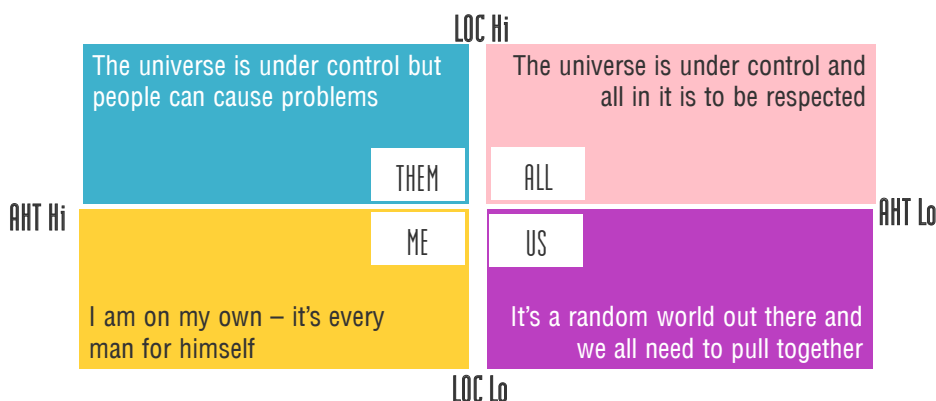 LOC Hi
The universe is under control but
people can cause problems
The universe is under control and
all in it is to be respected
THEM
ALL
AHT Hi
AHT Lo
ME
US
I am on my own – it's every
man for himself
It's a random world out there and
we all need to pull together
LOC Lo